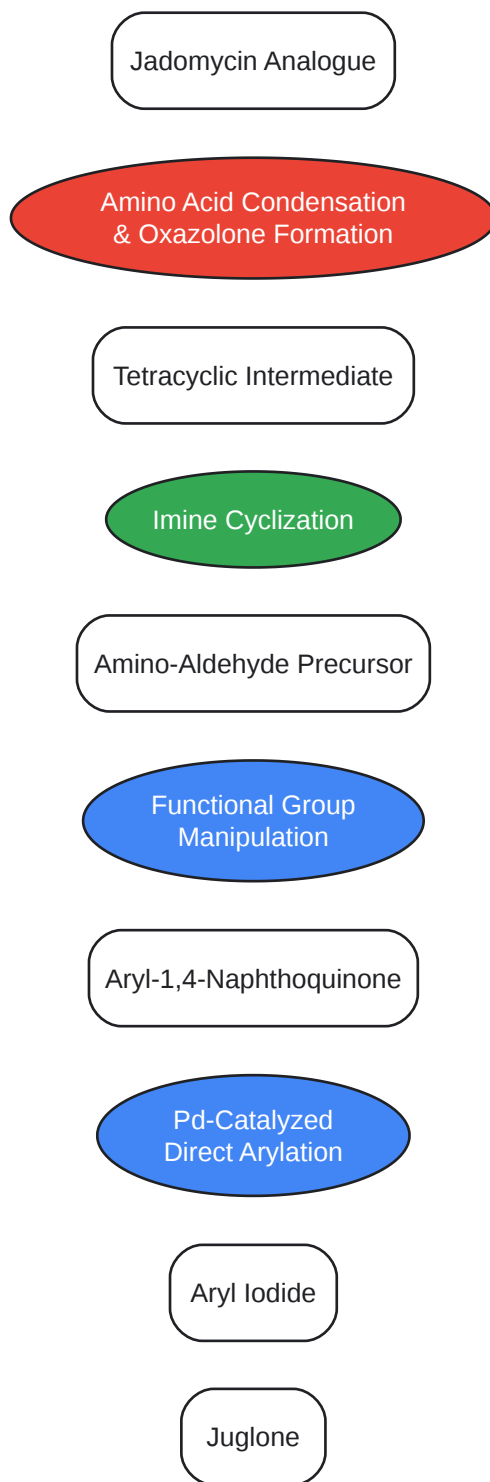 Jadomycin Analogue
Amino Acid Condensation
& Oxazolone Formation
Tetracyclic Intermediate
Imine Cyclization
Amino-Aldehyde Precursor
Functional Group
Manipulation
Aryl-1,4-Naphthoquinone
Pd-Catalyzed
Direct Arylation
Aryl Iodide
Juglone